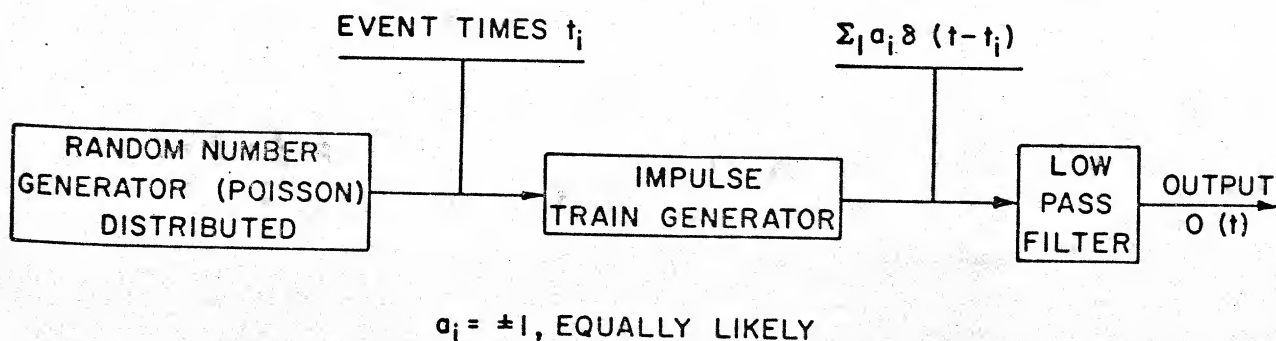 EVENT TIMES tᵢ
Σᵢ aᵢ δ (t-tᵢ)
RANDOM NUMBER
GENERATOR (POISSON)
DISTRIBUTED
IMPULSE
TRAIN GENERATOR
LOW
PASS
FILTER
OUTPUT
O (t)
aᵢ = ±1, EQUALLY LIKELY